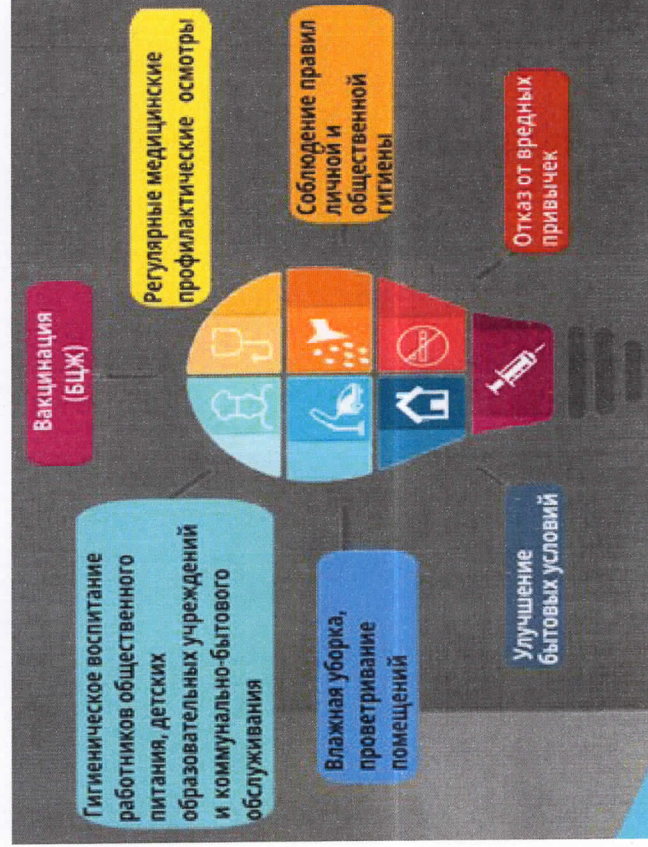 Вакцинация
(БЦЖ)
Гигиеническое воспитание
работников общественного
питания, детских
образовательных учреждений
и коммунально-бытового
обслуживания
Регулярные медицинские
профилактические осмотры
Влажная уборка,
проветривание
помещений
Соблюдение правил
личной и
общественной
гигиены
Улучшение
бытовых условий
Отказ от вредных
привычек